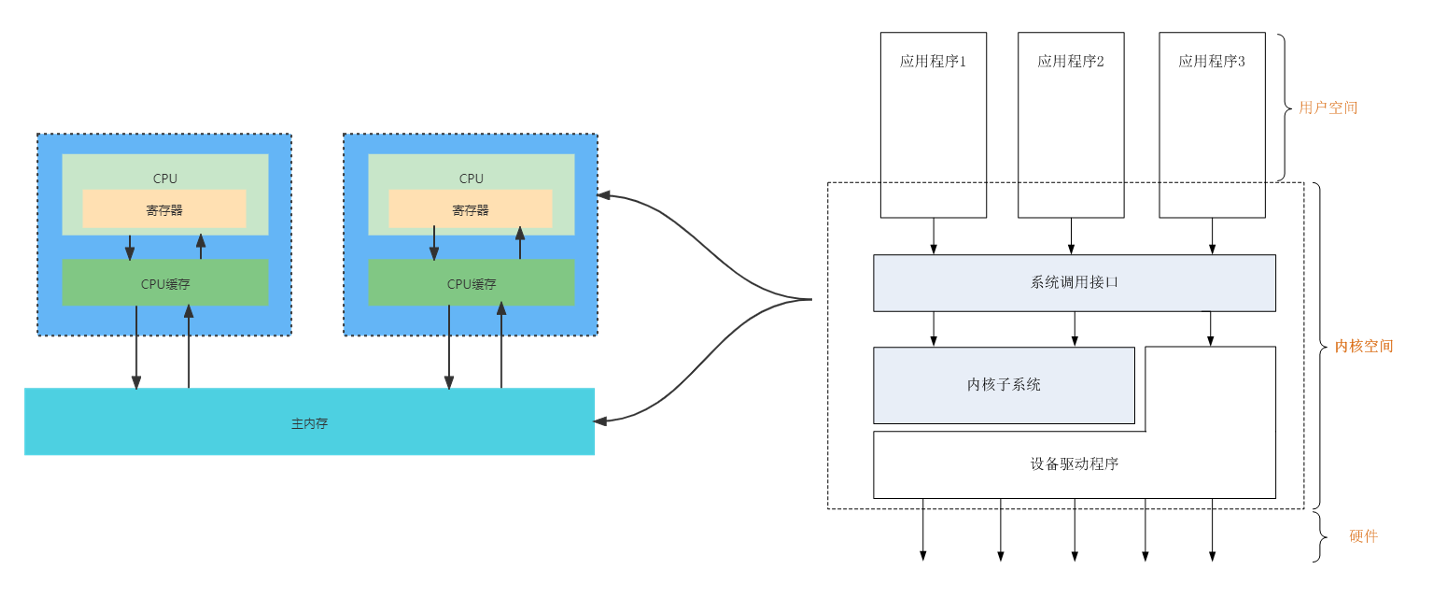 CPU
寄存器
CPU缓存
CPU
寄存器
CPU缓存
主内存
应用程序1
应用程序2
应用程序3
用户空间
系统调用接口
内核子系统
设备驱动程序
内核空间
硬件